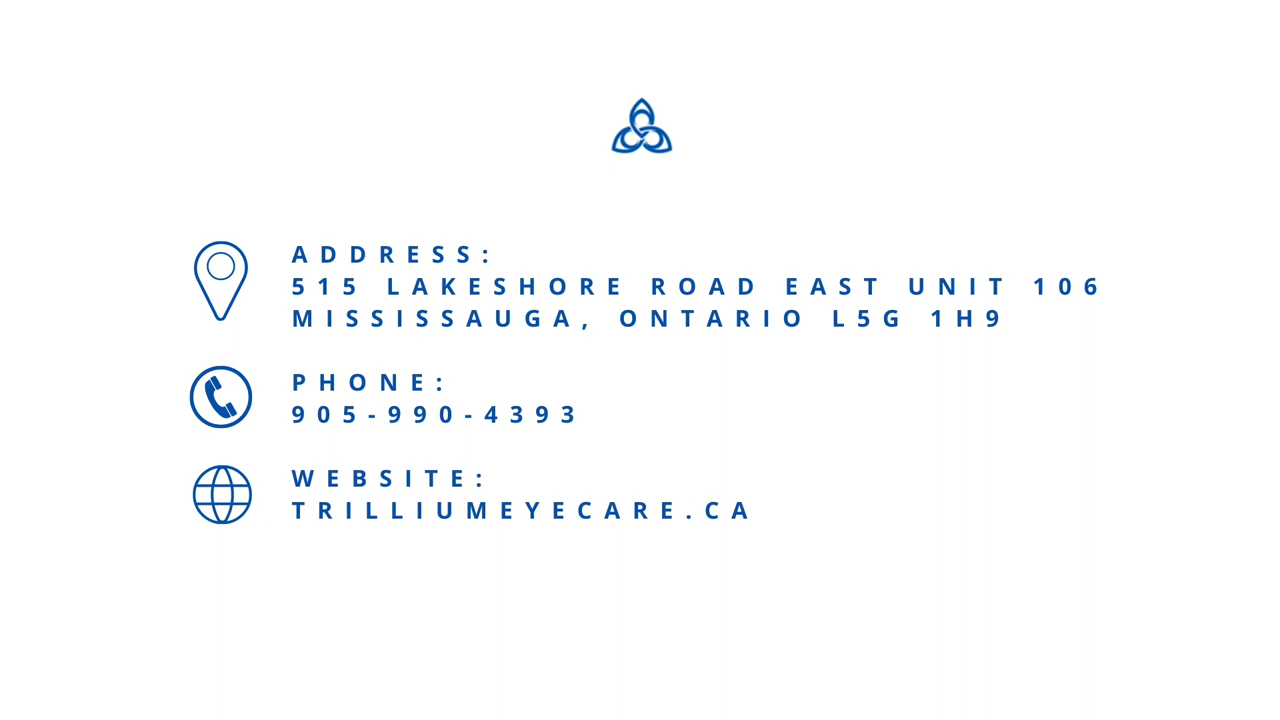 ADDRESS:
515 LAKESHORE ROAD EAST UNIT 106
MISSISSAUGA, ONTARIO L5G 1H9
PHONE:
905-990-4393
WEBSITE:
TRILLIUMEYECARE.CA